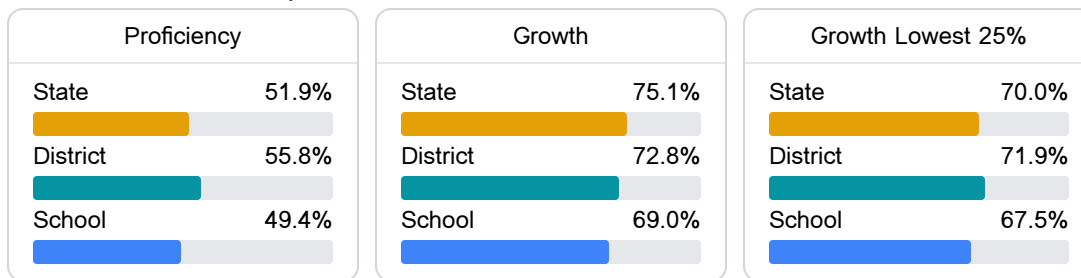 Proficiency
State 51.9%
District 55.8%
School 49.4%
Growth
State 75.1%
District 72.8%
School 69.0%
Growth Lowest 25%
State 70.0%
District 71.9%
School 67.5%